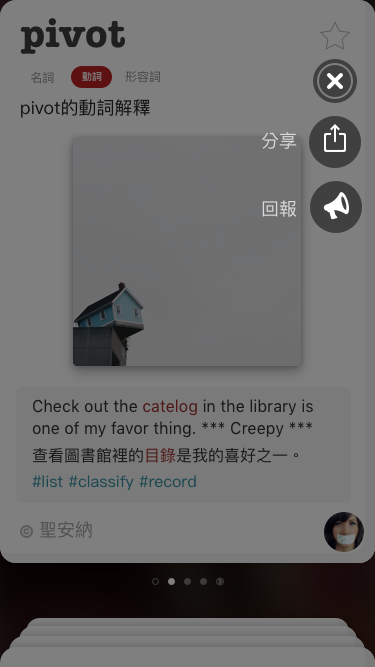 pivot
名詞 動詞 形容詞
pivot的動詞解釋
分享
回報
Check out the catelog in the library is
one of my favor thing. *** Creepy ***
查看圖書館裡的目錄是我的喜好之一。
#list #classify #record
© 聖安納